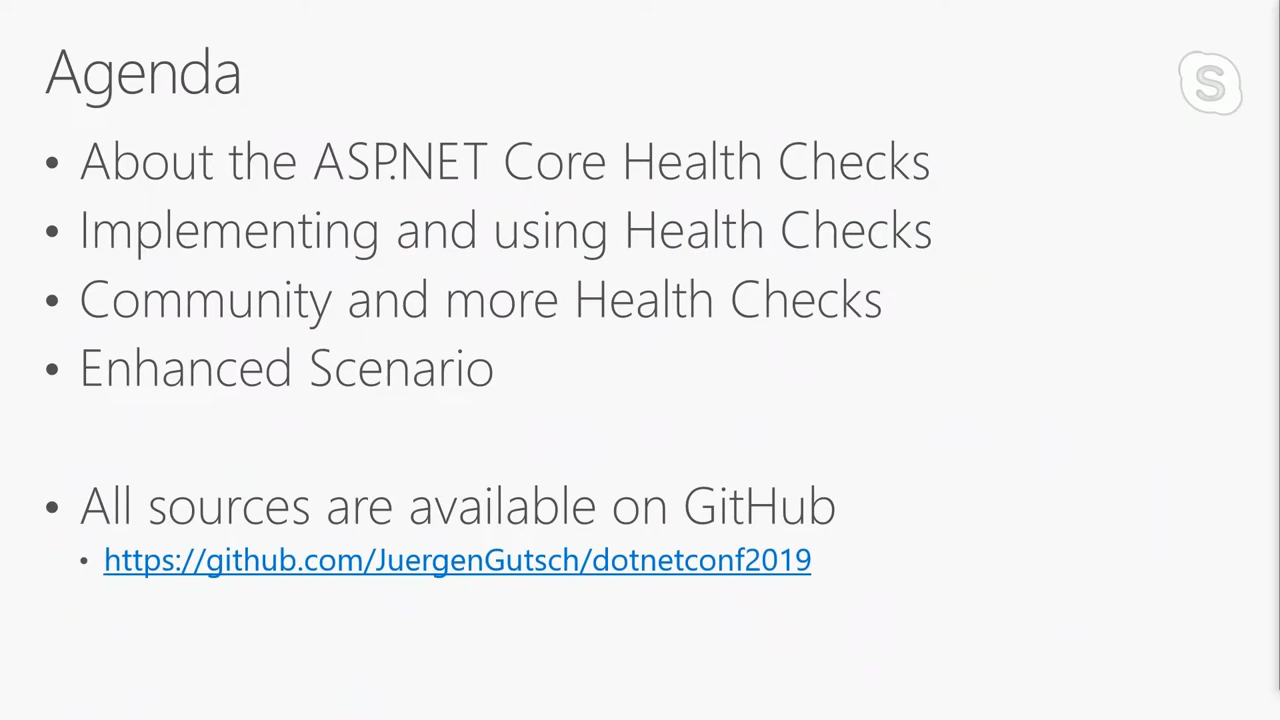 Agenda
S
• About the ASP.NET Core Health Checks
• Implementing and using Health Checks
• Community and more Health Checks
• Enhanced Scenario
• All sources are available on GitHub
• https://github.com/JuergenGutsch/dotnetconf2019